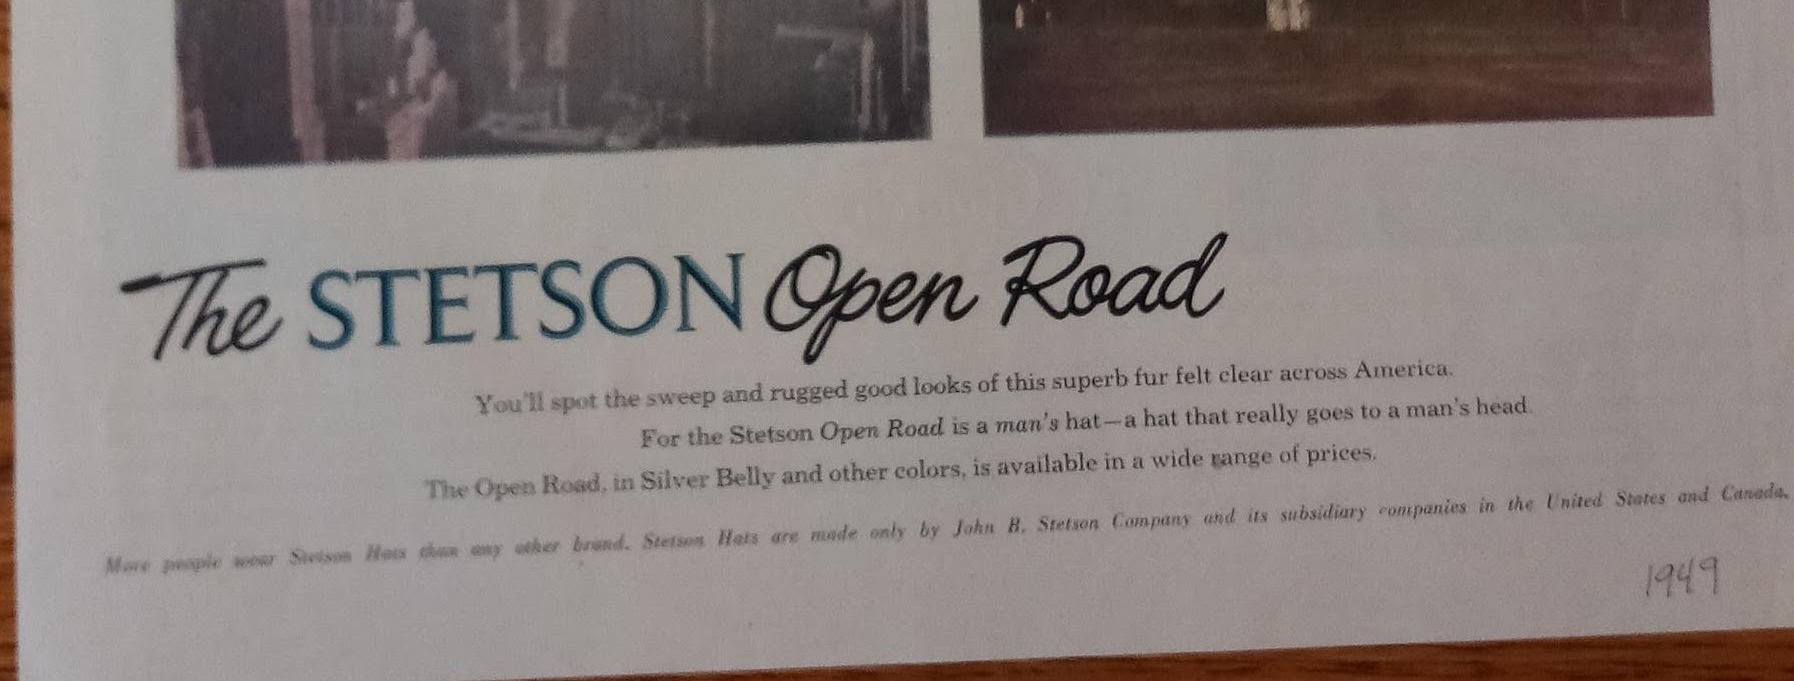 The STETSON Open Road
You'll spot the sweep and rugged good looks of this superb fur felt clear across America.
For the Stetson Open Road is a man's hat—a hat that really goes to a man's head.
The Open Road, in Silver Belly and other colors, is available in a wide range of prices.
More people wear Stetson Hats than any other brand. Stetson Hats are made only by John B. Stetson Company and its subsidiary companies in the United States and Canada.
1949